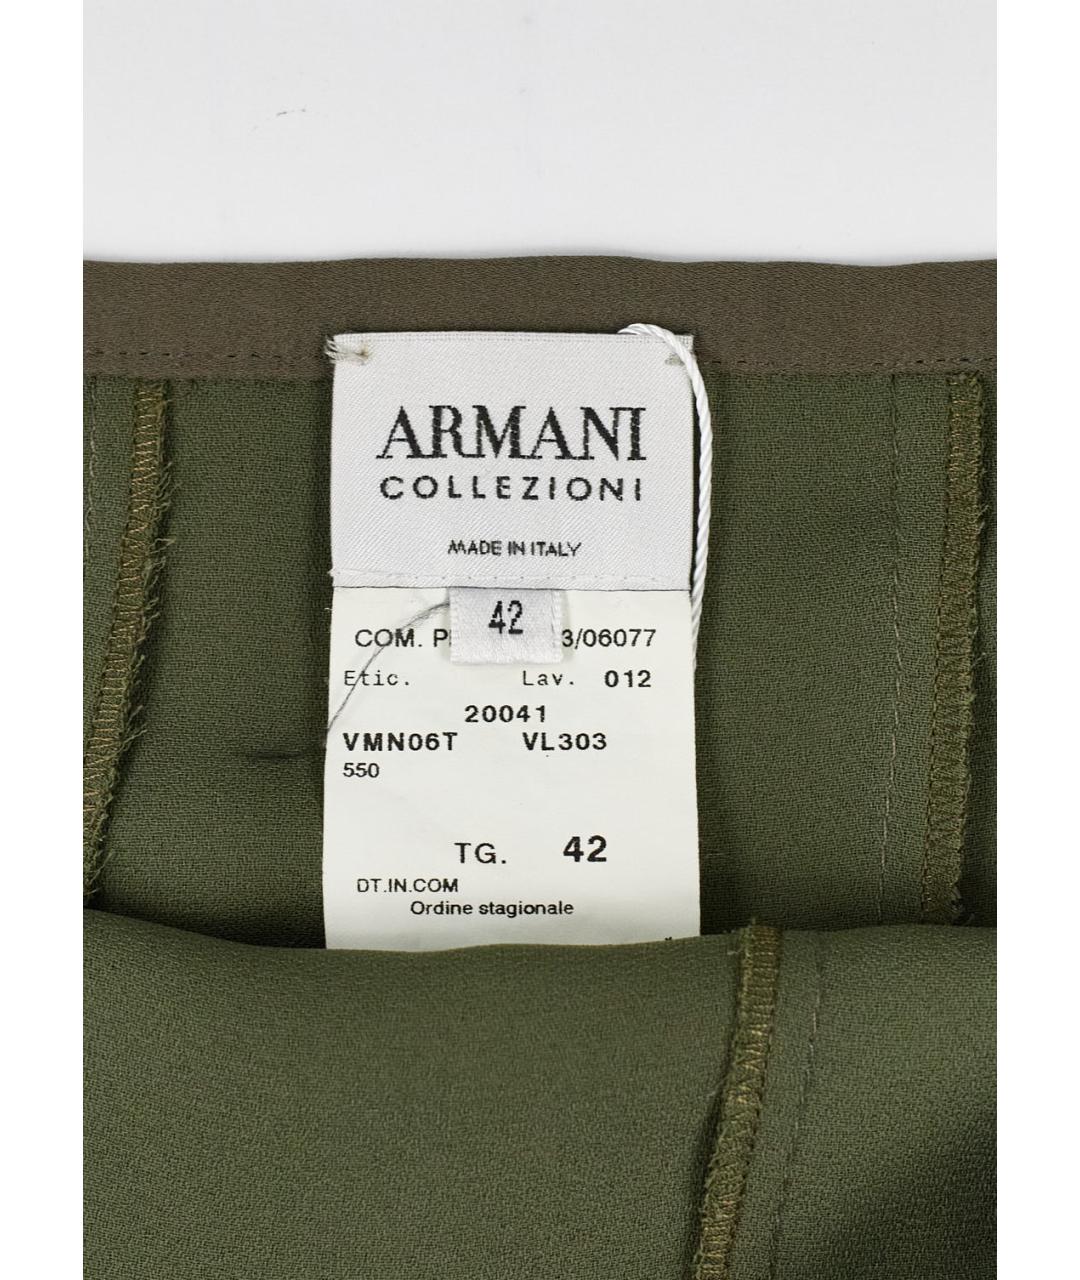 ARMANI
COLLEZIONI
MADE IN ITALY
42
COM. 3/06077
Etic. Lav. 012
20041
VMN06T VL303
550
TG. 42
DT.IN.COM
Ordine stagionale